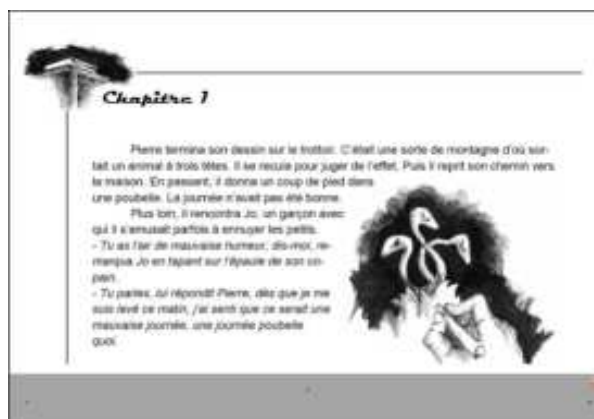 Chapitre 1
Pierre termina son dessin sur le trottoir. C'était une sorte de montagne d'où sor-
tait un animal à trois têtes. Il se recula pour juger de l'effet. Puis il reprit son chemin vers
la maison. En passant, il donna un coup de pied dans
une poubelle. La journée n'avait pas été bonne.
Plus loin, il rencontra Jo, un garçon avec
qui il s'amusait parfois à ennuyer les petits.
- Tu as l'air de mauvaise humeur, dis-moi, re-
marqua Jo en tapant sur l'épaule de son co-
pain.
- Tu parles, lui répondit Pierre, dès que je me
suis levé ce matin, j'ai senti que ce serait une
mauvaise journée, une journée poubelle
quoi.